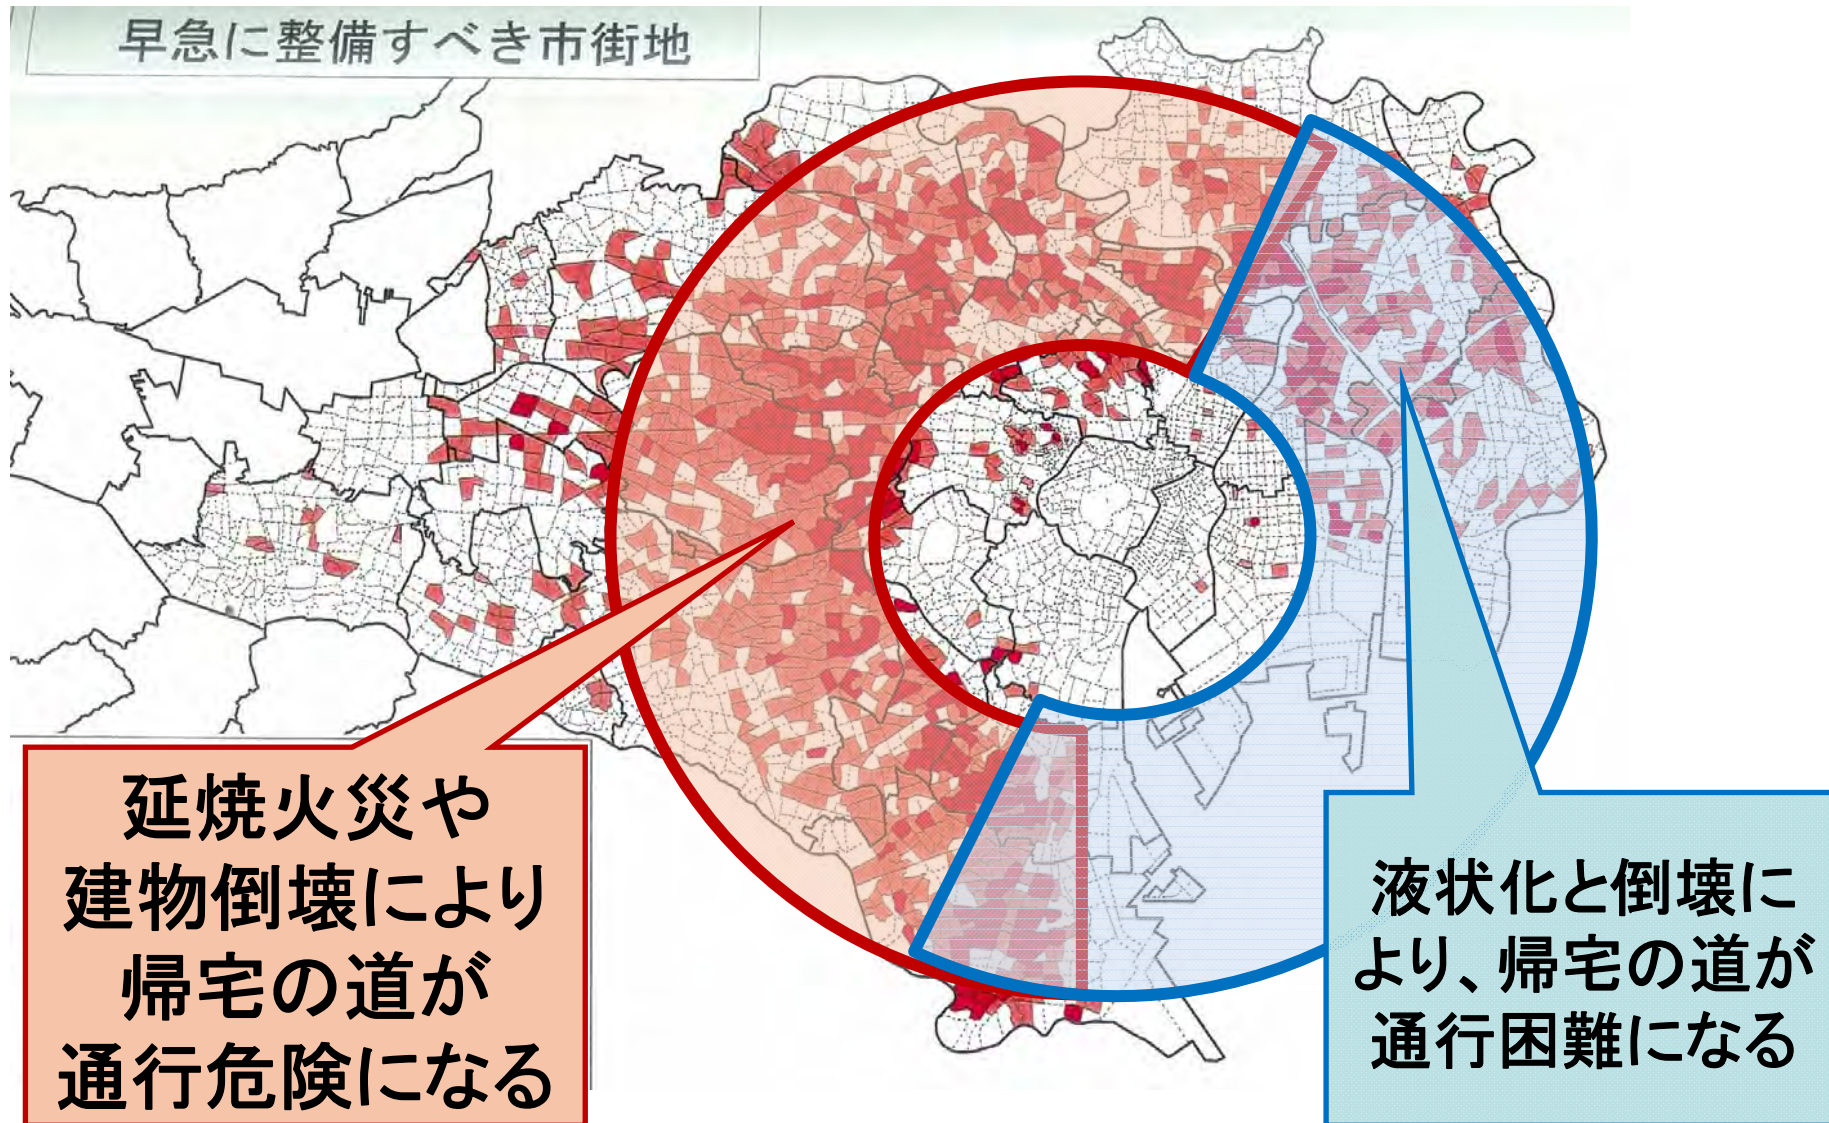 早急に整備すべき市街地
延焼火災や
建物倒壊により
帰宅の道が
通行危険になる
液状化と倒壊に
より、帰宅の道が
通行困難になる